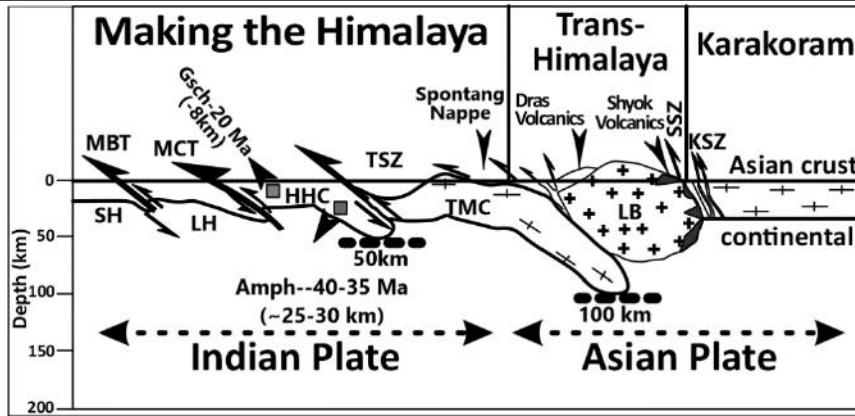 Making the Himalaya
Trans-
Himalaya
Karakoram
Gsch-20 Ma
(-8km)
Spontang
Nappe
Dras
Volcanics
Shyok
Volcanics
SSZ
KSZ
MBT
MCT
TSZ
Asian crust
SH
LH
HHC
TMC
LB
continental
50km
100 km
Amph--40-35 Ma
(~25-30 km)
Indian Plate
Asian Plate
Depth (km)
0
50
100
150
200